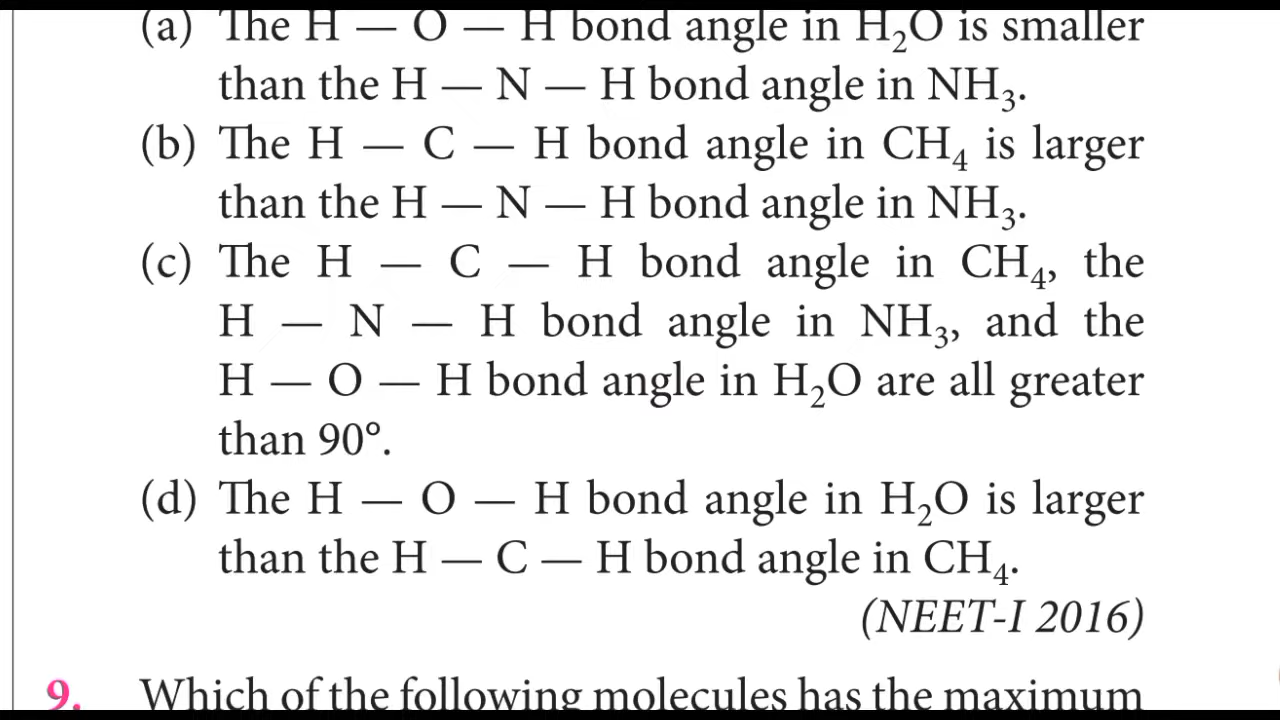 (a) The H — O — H bond angle in H₂O is smaller
than the H — N — H bond angle in NH₃.
(b) The H — C — H bond angle in CH₄ is larger
than the H — N — H bond angle in NH₃.
(c) The H — C — H bond angle in CH₄, the
H — N — H bond angle in NH₃, and the
H — O — H bond angle in H₂O are all greater
than 90°.
(d) The H — O — H bond angle in H₂O is larger
than the H — C — H bond angle in CH₄.
(NEET-I 2016)
9. Which of the following molecules has the maximum